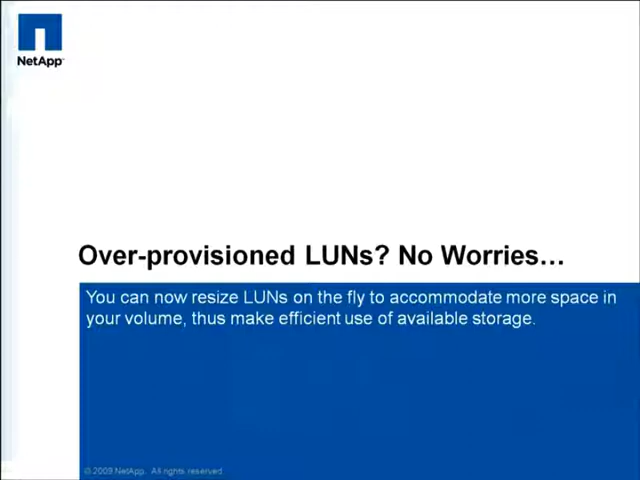 NetApp™
Over-provisioned LUNs? No Worries…
You can now resize LUNs on the fly to accommodate more space in
your volume, thus make efficient use of available storage.
© 2009 NetApp. All rights reserved.